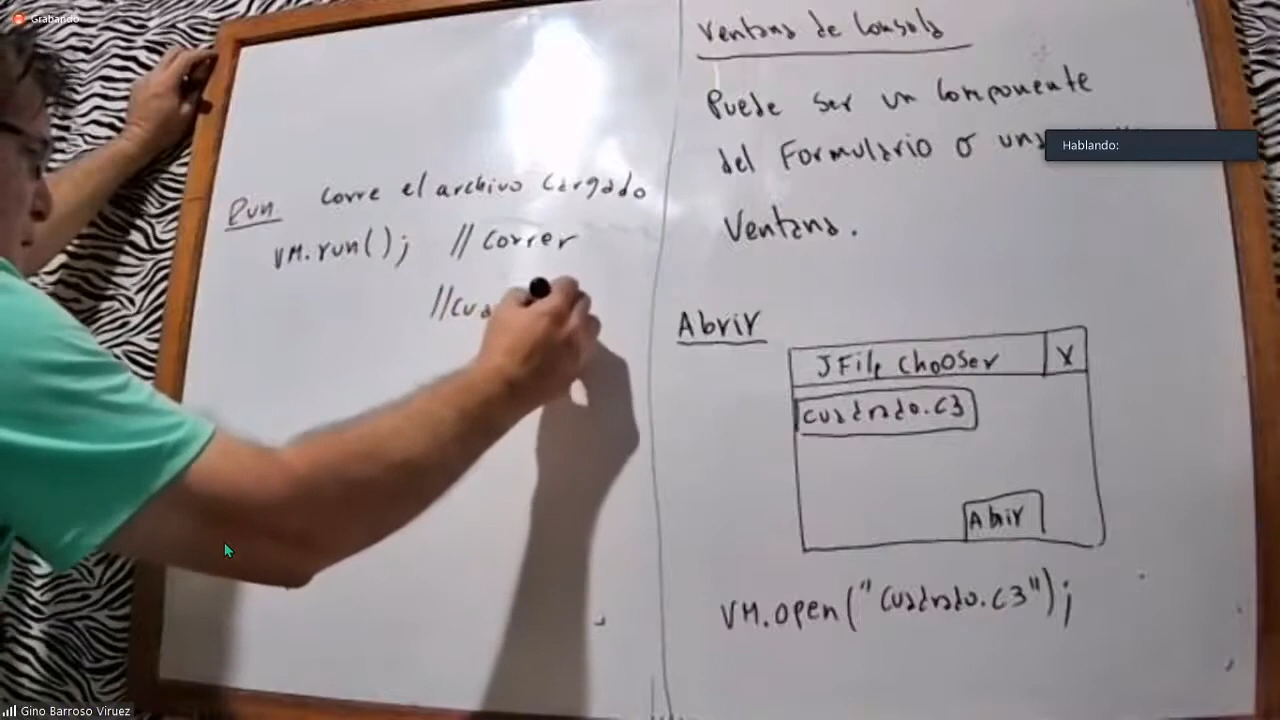 Grabando
Run Corre el archivo Cargado
VM.run(); // Correr
//Cua
Ventana de Consola
Puede ser un Componente
del Formulario o una
Ventana.
Hablando:
Abrir
JFile Chooser X
cuadrado.c3
Abrir
VM.open("Cuadrado.c3");
Gino Barroso Viruez